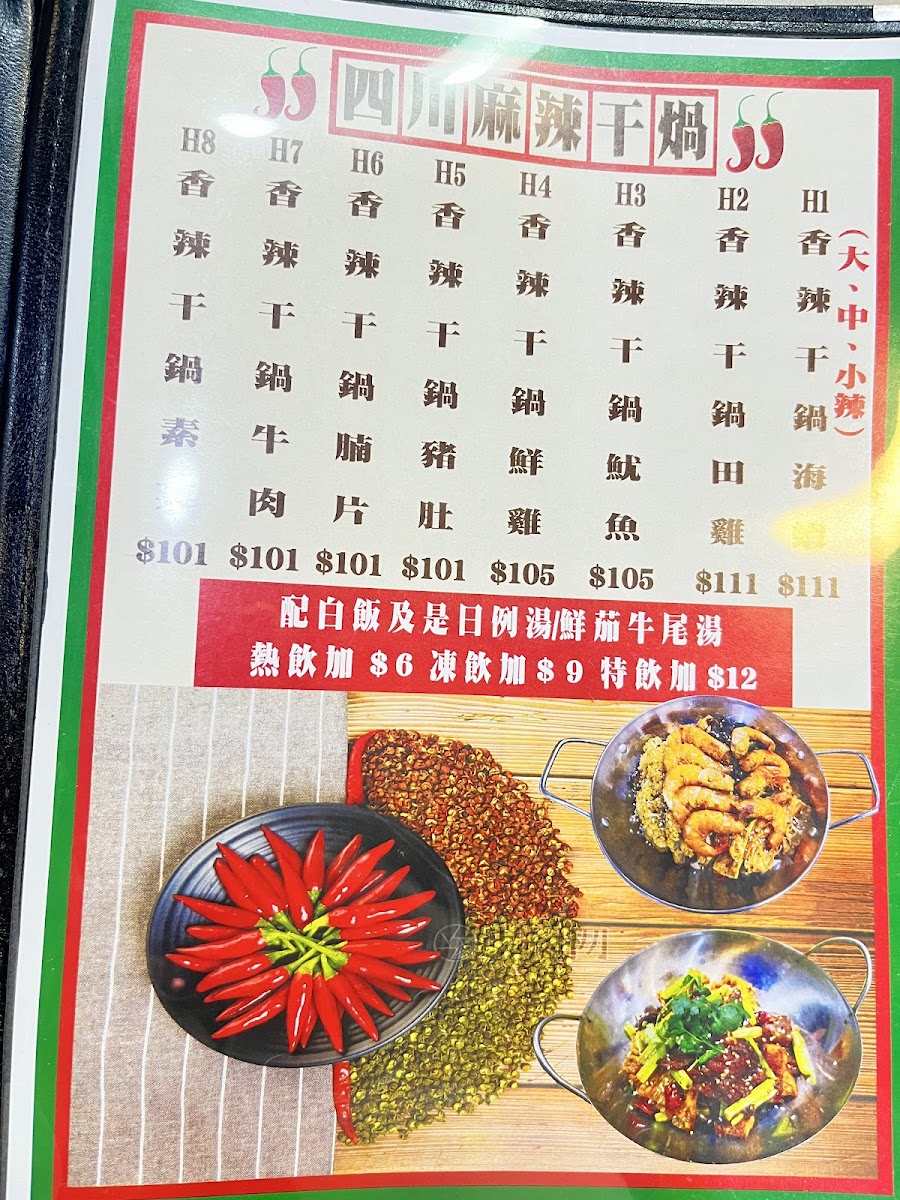 四川麻辣干煱
(大、中、小辣)
H1 香辣干鍋海 $111
H2 香辣干鍋田雞 $111
H3 香辣干鍋魷魚 $105
H4 香辣干鍋鮮雞 $105
H5 香辣干鍋豬肚 $101
H6 香辣干鍋腩片 $101
H7 香辣干鍋牛肉 $101
H8 香辣干鍋素 $101
配白飯及是日例湯/鮮茄牛尾湯
熱飲加 $6 凍飲加 $9 特飲加 $12